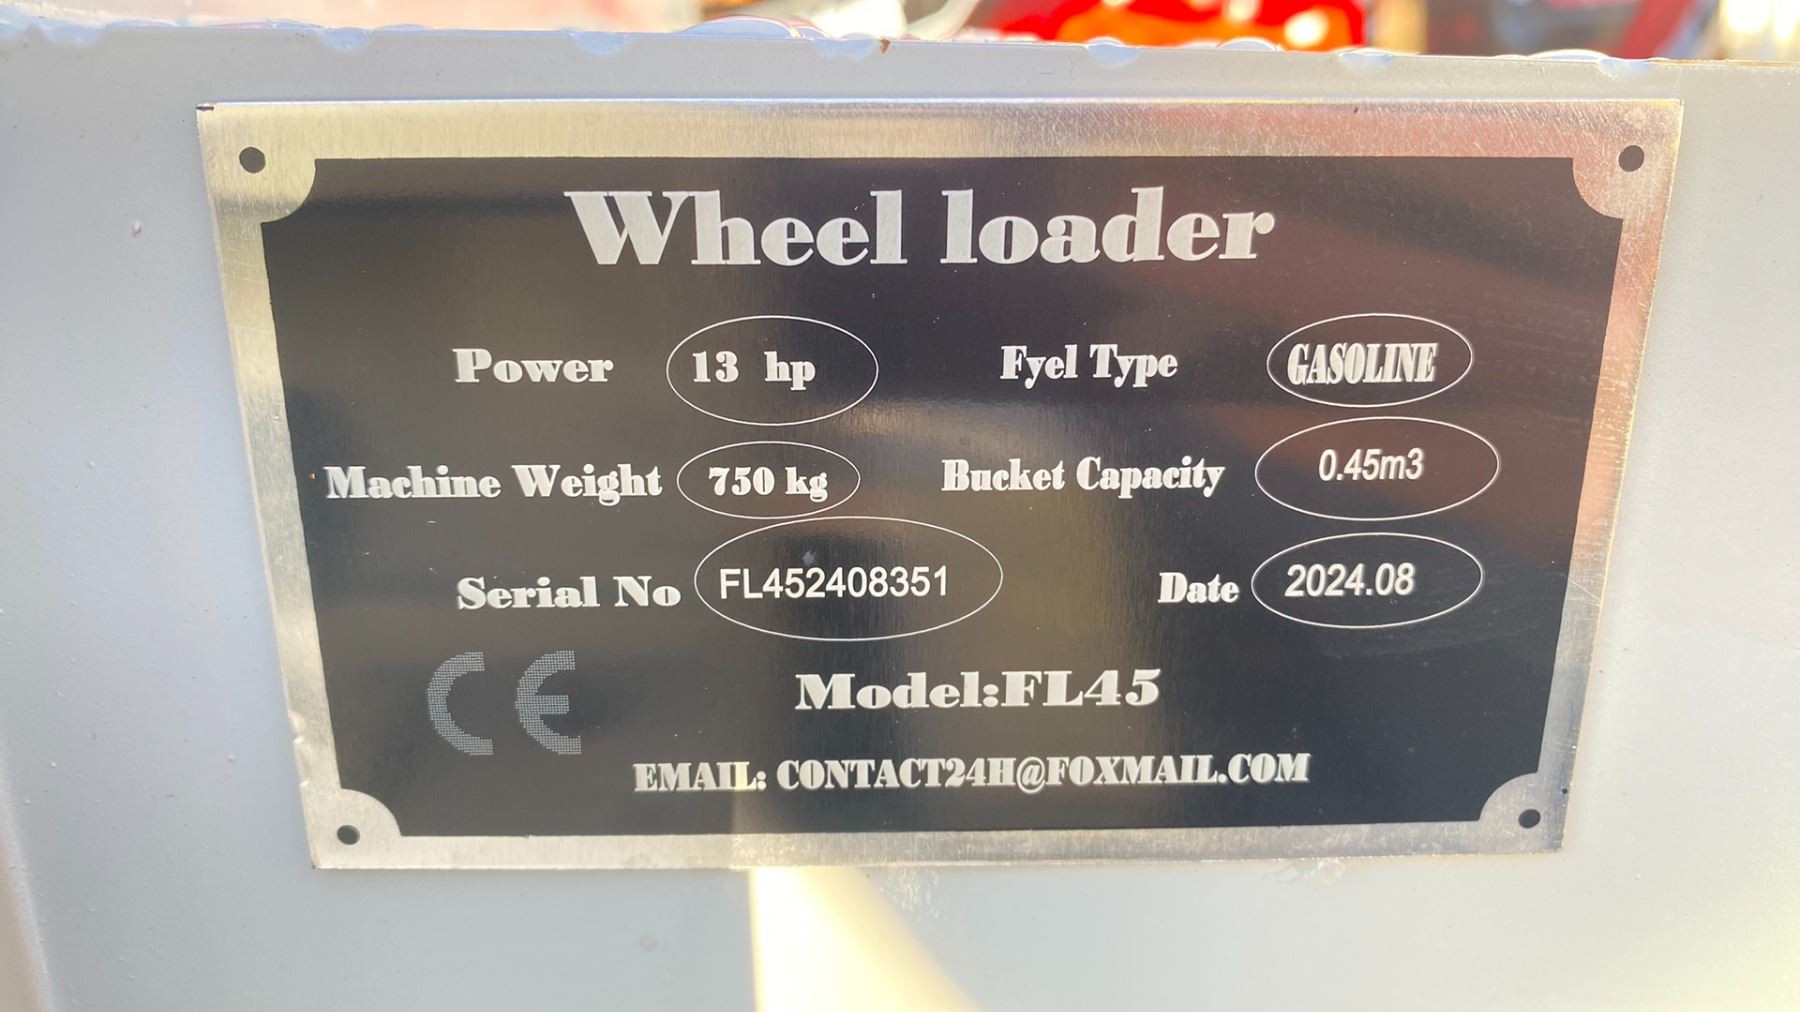 Wheel loader
Power 13 hp Fyel Type GASOLINE
Machine Weight 750 kg Bucket Capacity 0.45m3
Serial No FL452408351 Date 2024.08
CE
Model:FL45
EMAIL: CONTACT24H@FOXMAIL.COM